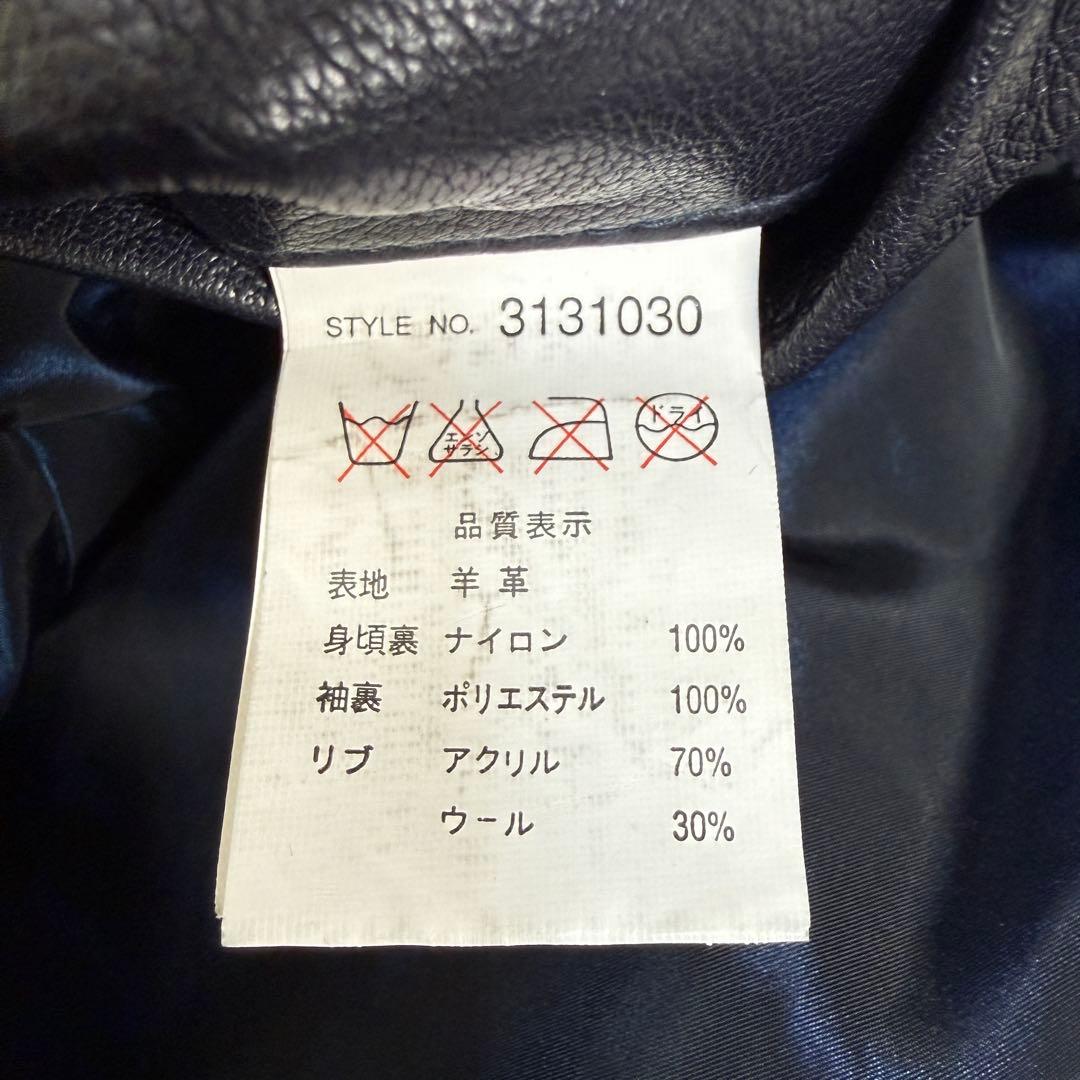 STYLE NO. 3131030
エンソサラシ ドライ
品質表示
表地 羊革
身頃裏 ナイロン 100%
袖裏 ポリエステル 100%
リブ アクリル 70%
ウール 30%